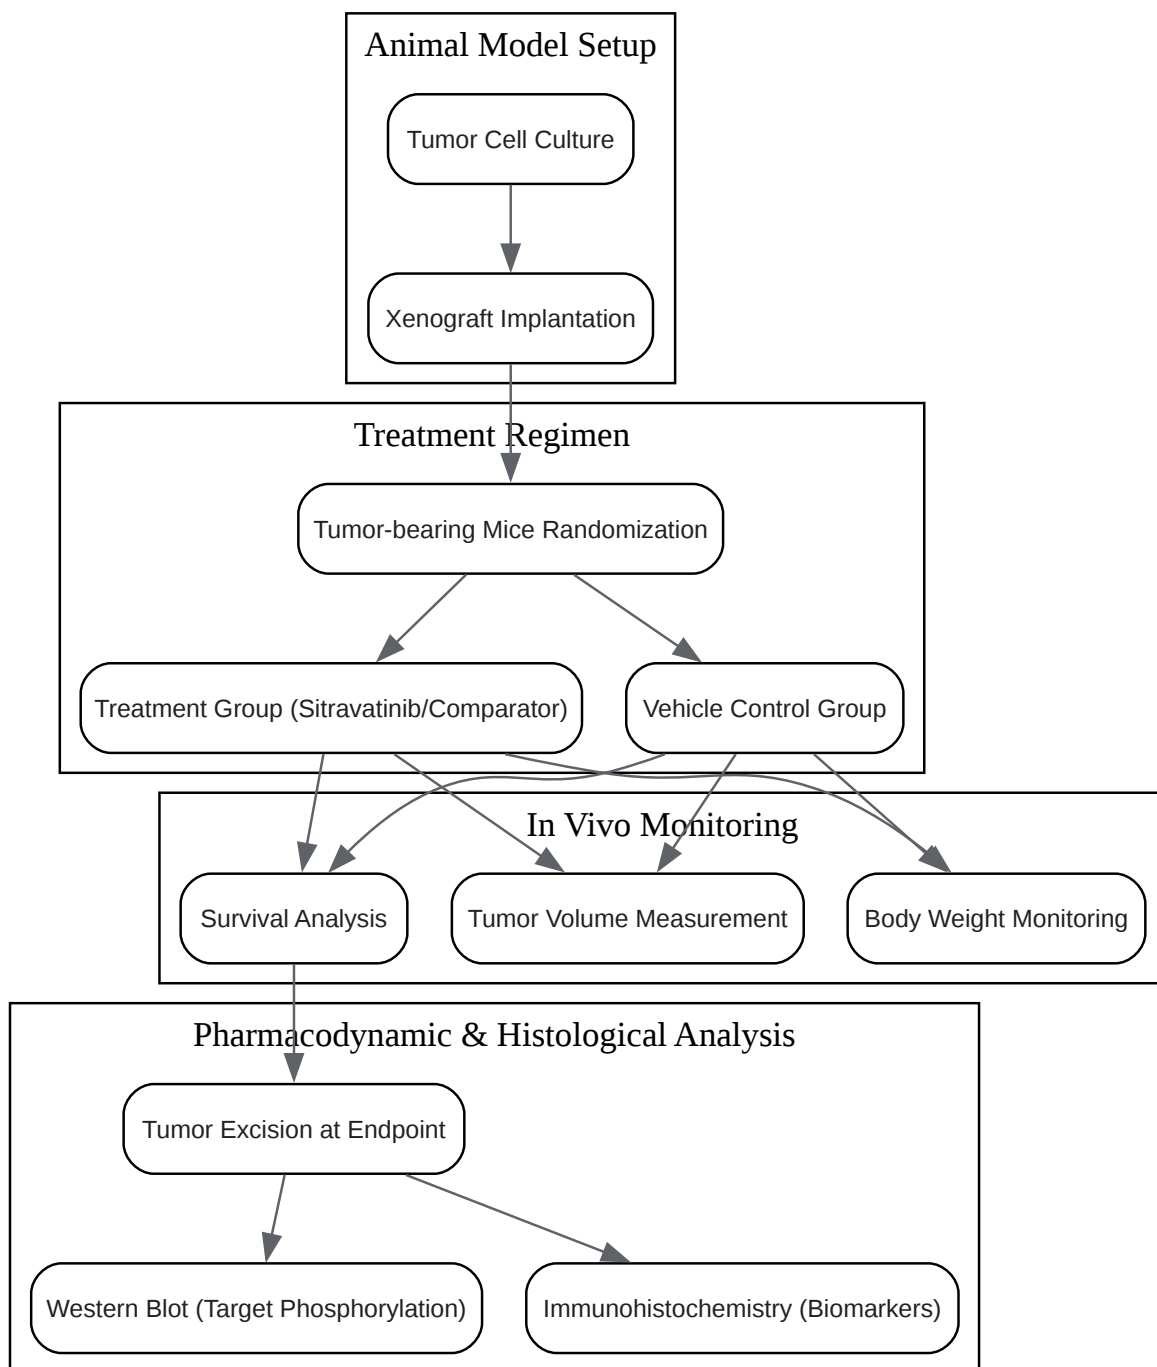 Animal Model Setup
Tumor Cell Culture
Xenograft Implantation
Treatment Regimen
Tumor-bearing Mice Randomization
Treatment Group (Sitravatinib/Comparator)
Vehicle Control Group
In Vivo Monitoring
Survival Analysis
Tumor Volume Measurement
Body Weight Monitoring
Pharmacodynamic & Histological Analysis
Tumor Excision at Endpoint
Western Blot (Target Phosphorylation)
Immunohistochemistry (Biomarkers)